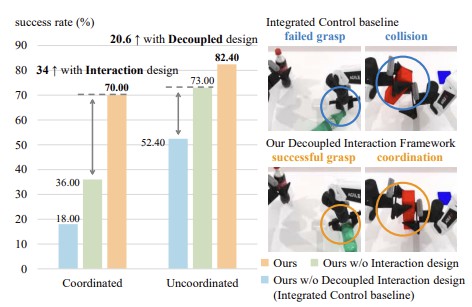 success rate (%)
20.6 ↑ with Decoupled design
34 ↑ with Interaction design
90
80
70
60
50
40
30
20
10
0
18.00
36.00
70.00
52.40
73.00
82.40
Coordinated
Uncoordinated
Integrated Control baseline
failed grasp
collision
Our Decoupled Interaction Framework
successful grasp
coordination
Ours
Ours w/o Interaction design
Ours w/o Decoupled Interaction design
(Integrated Control baseline)